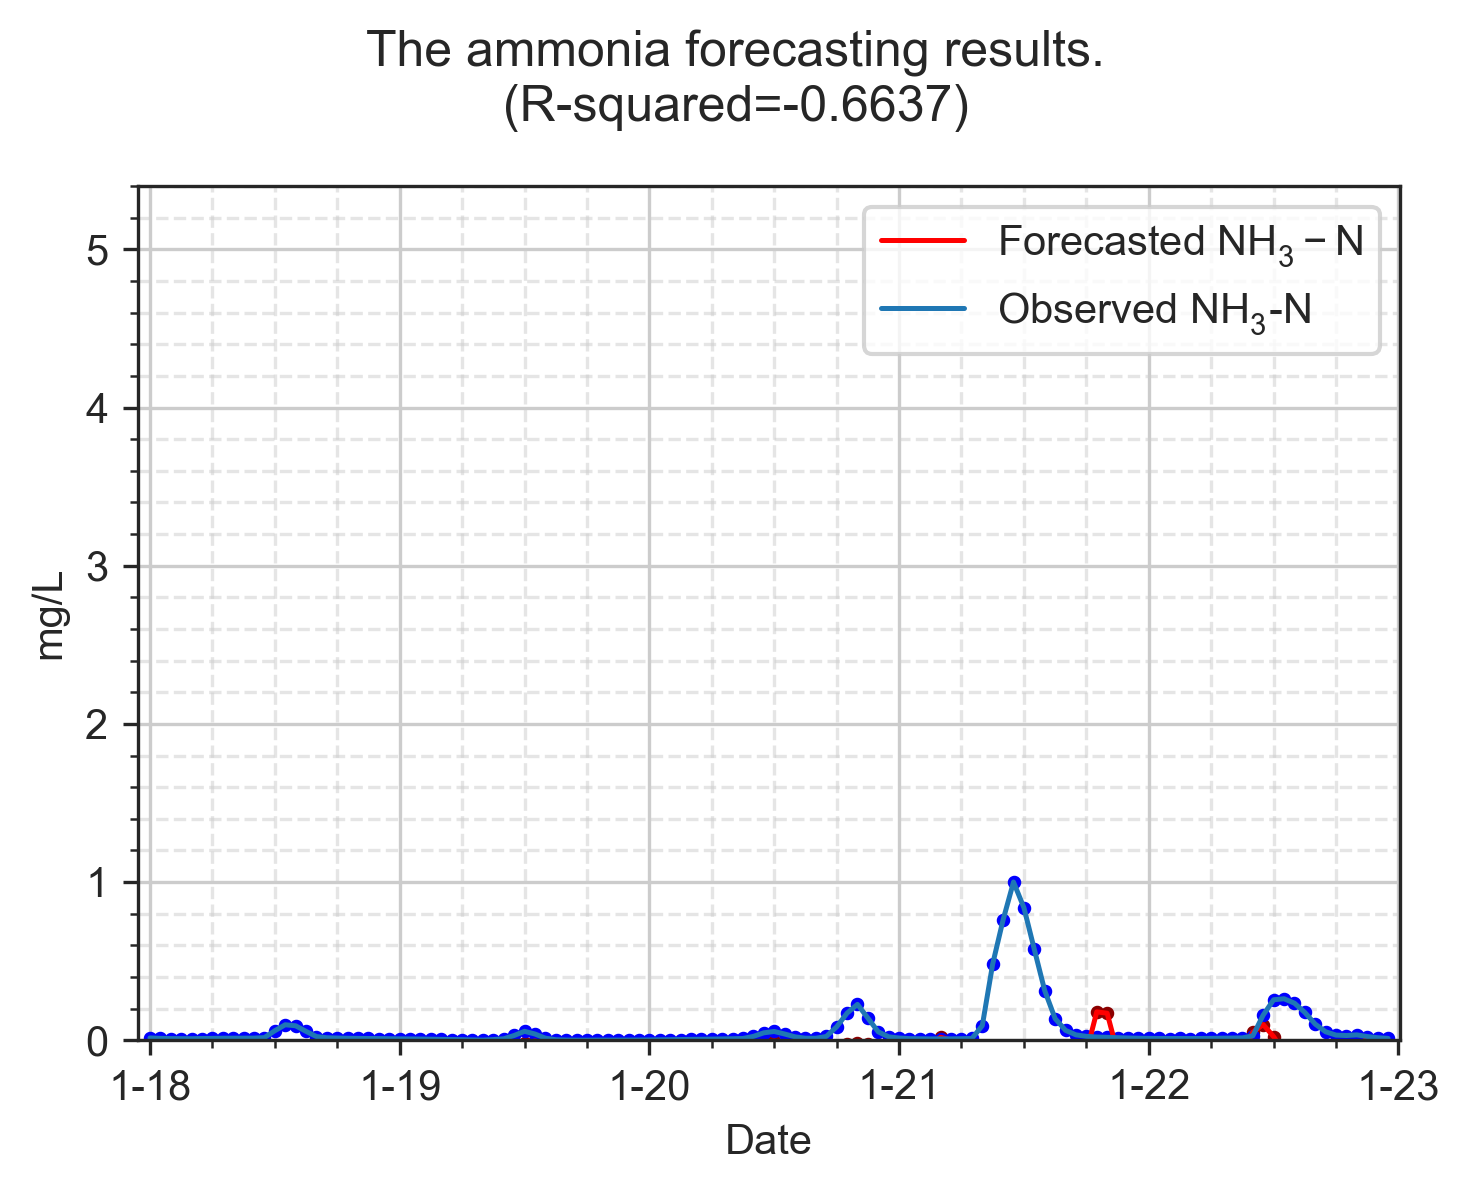 The ammonia forecasting results.
(R-squared=-0.6637)
Forecasted NH₃ − N
Observed NH₃-N
5
4
3
2
1
0
mg/L
1-18 1-19 1-20 1-21 1-22 1-23
Date